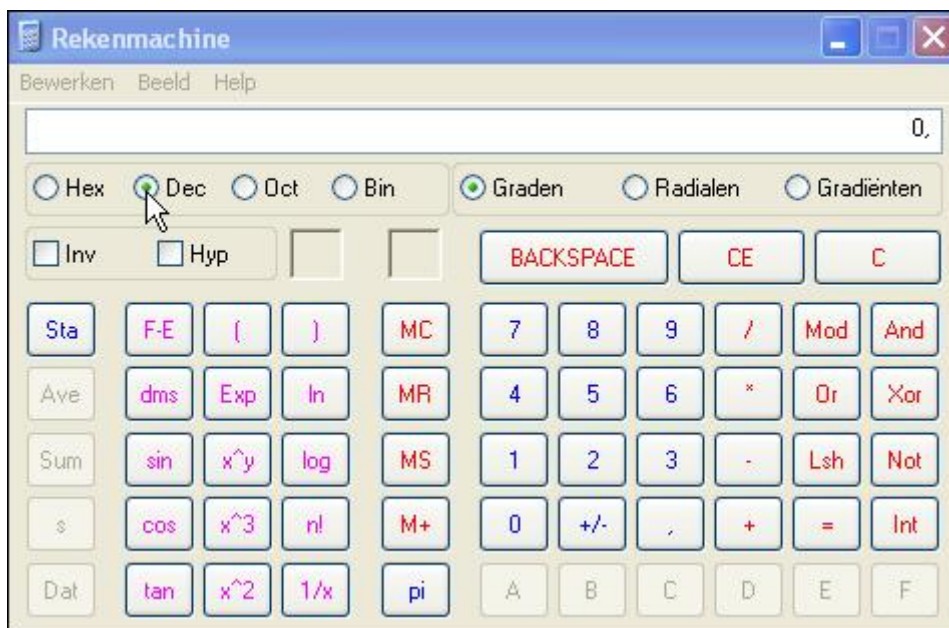 Rekenmachine
Bewerken Beeld Help
0,
Hex Dec Oct Bin Graden Radialen Gradiënten
Inv Hyp BACKSPACE CE C
Sta F-E ( ) MC 7 8 9 / Mod And
Ave dms Exp ln MR 4 5 6 * Or Xor
Sum sin x^y log MS 1 2 3 - Lsh Not
s cos x^3 n! M+ 0 +/- , + = Int
Dat tan x^2 1/x pi A B C D E F